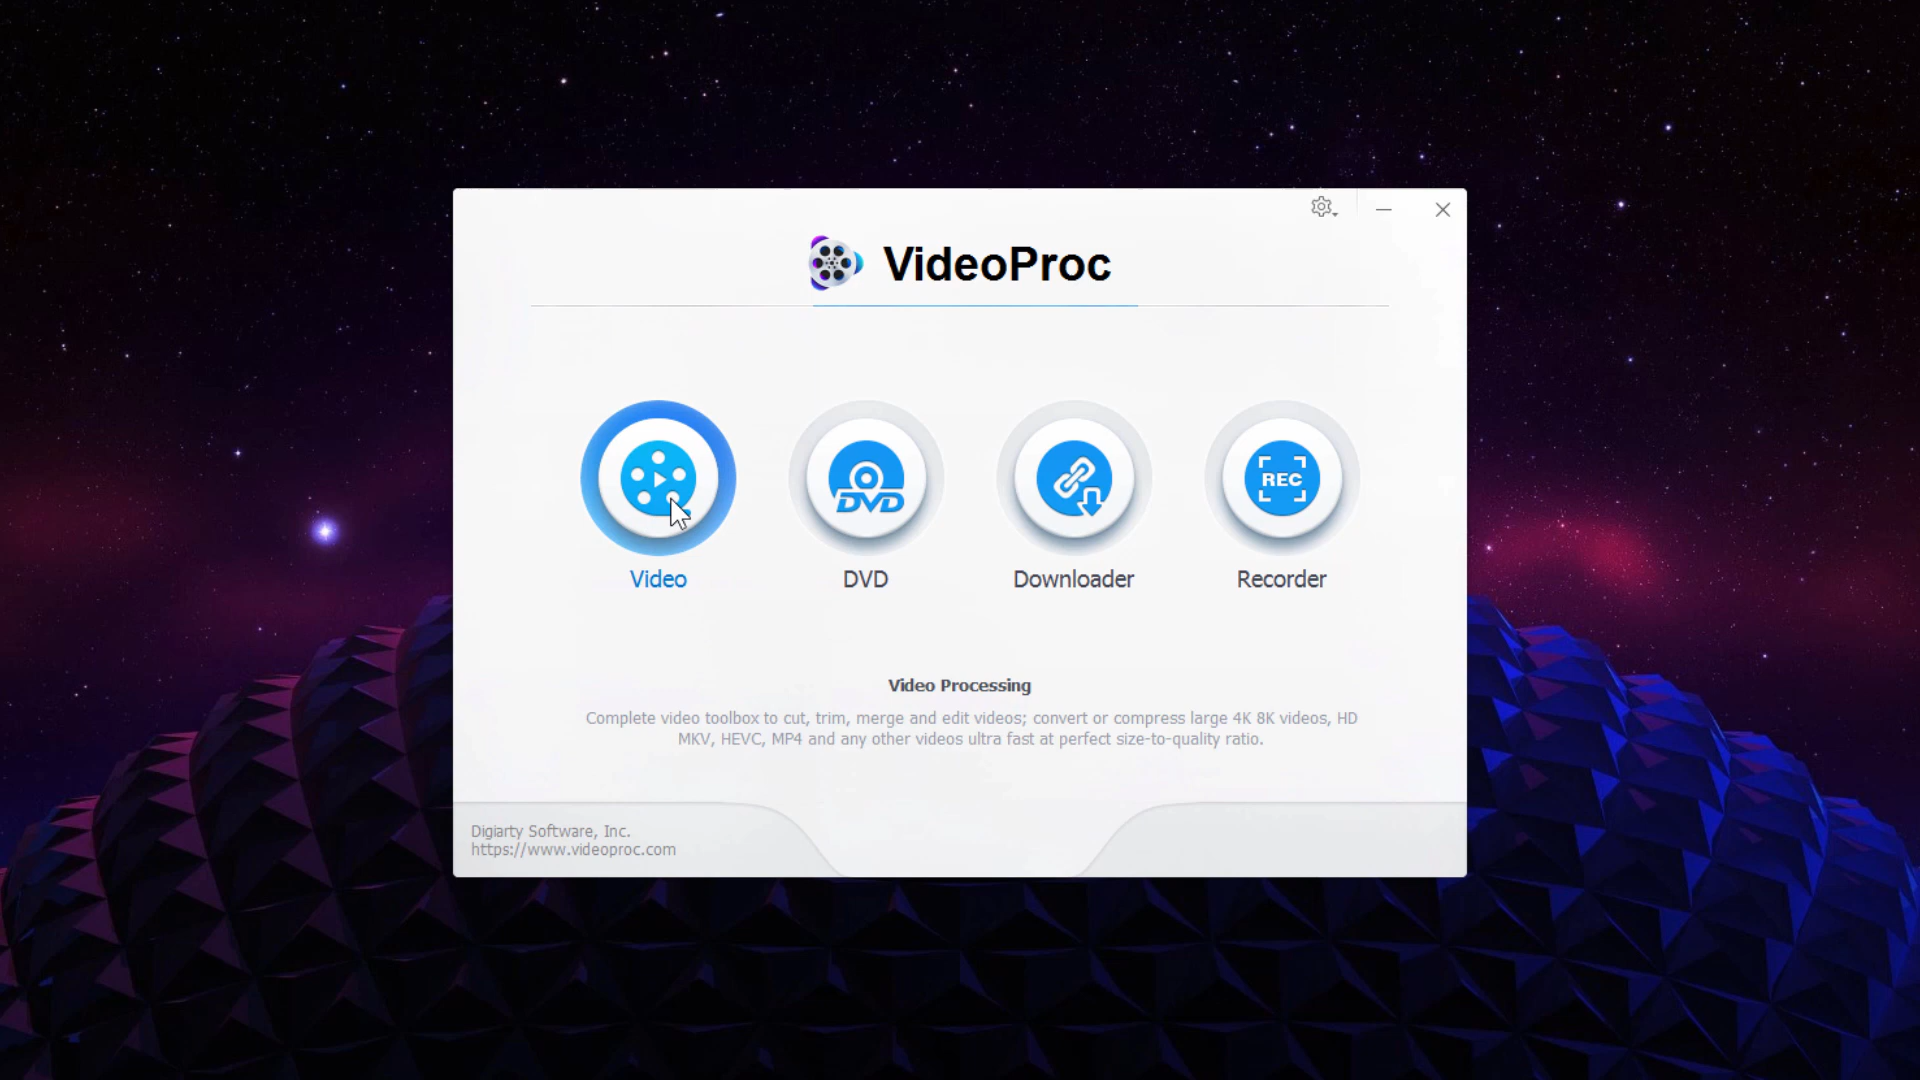 VideoProc
DVD
REC
Video
DVD
Downloader
Recorder
Video Processing
Complete video toolbox to cut, trim, merge and edit videos; convert or compress large 4K 8K videos, HD
MKV, HEVC, MP4 and any other videos ultra fast at perfect size-to-quality ratio.
Digiarty Software, Inc.
https://www.videoproc.com